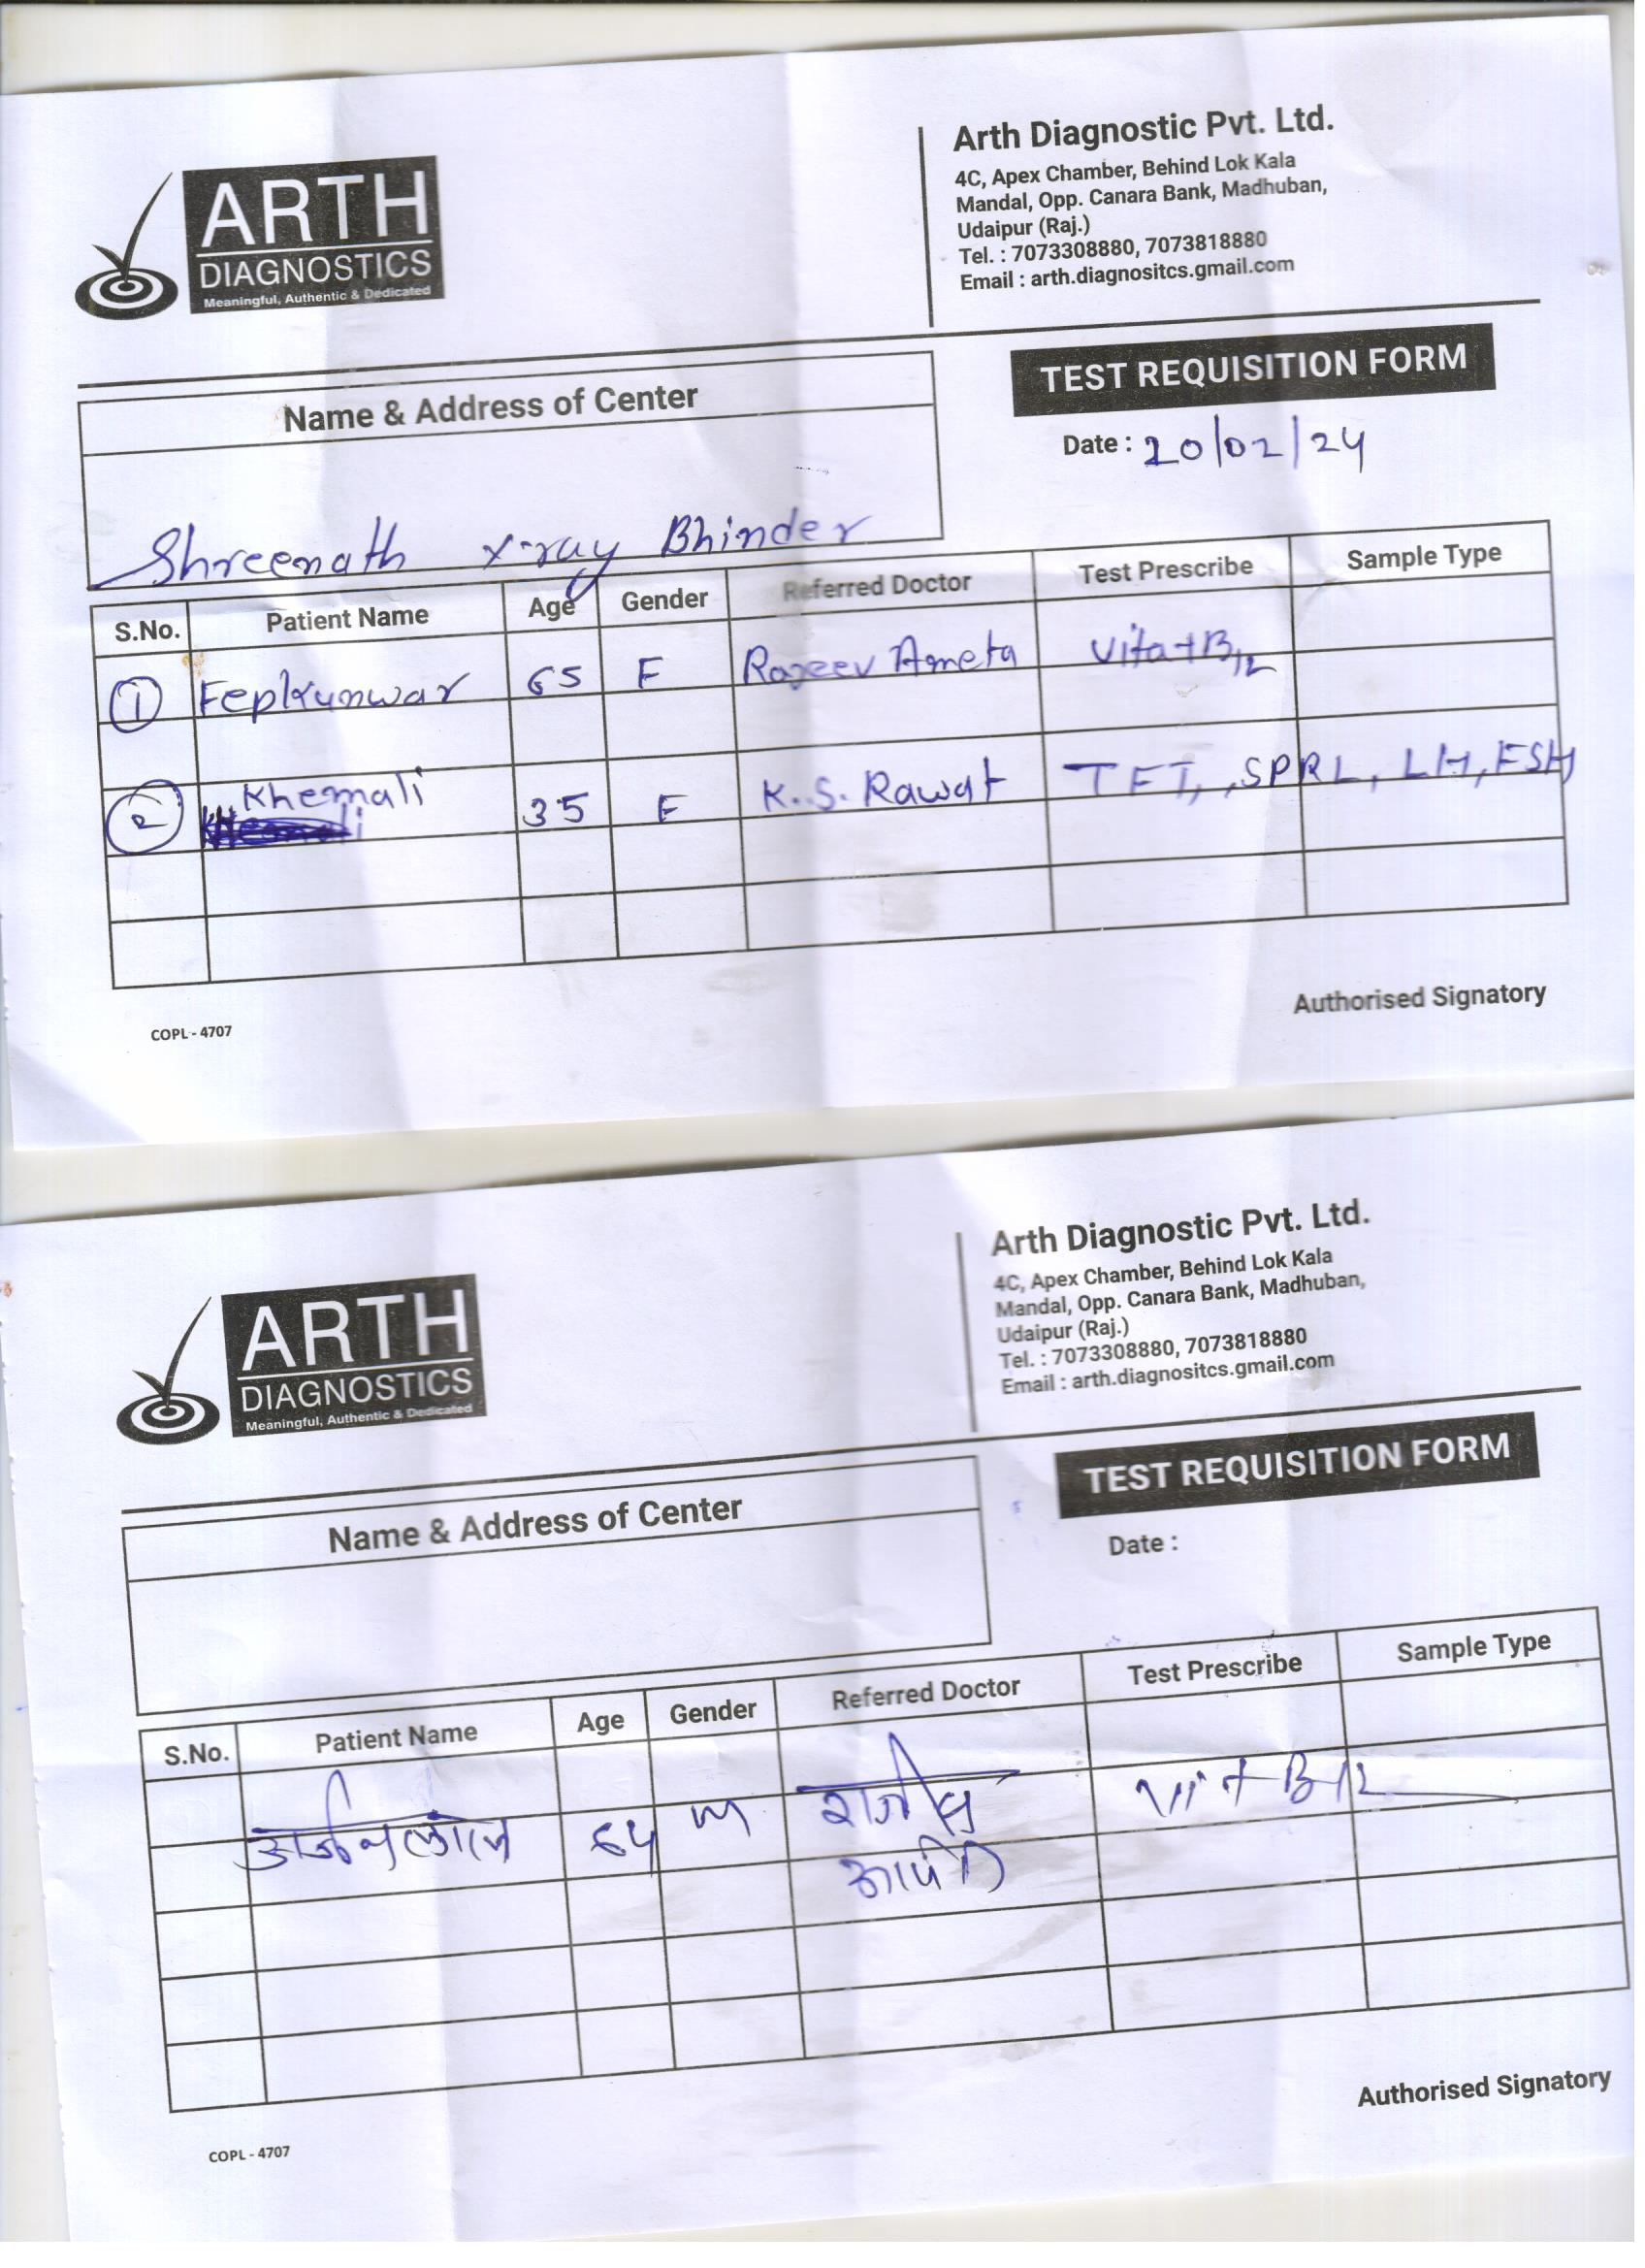 ARTH
DIAGNOSTICS
Meaningful, Authentic & Dedicated
Arth Diagnostic Pvt. Ltd.
4C, Apex Chamber, Behind Lok Kala
Mandal, Opp. Canara Bank, Madhuban,
Udaipur (Raj.)
Tel. : 7073308880, 7073818880
Email : arth.diagnositcs.gmail.com
TEST REQUISITION FORM
Name & Address of Center
Date : 20/02/24
Shreenath X-ray Bhinder
S.No. Patient Name Age Gender Referred Doctor Test Prescribe Sample Type
1 Fepkunwar 65 F Rajeev Ameta Vita+B12
2 Khemali 35 F K.S. Rawat TFT, ,SPRL, LH, FSH
Authorised Signatory
COPL - 4707
ARTH
DIAGNOSTICS
Meaningful, Authentic & Dedicated
Arth Diagnostic Pvt. Ltd.
4C, Apex Chamber, Behind Lok Kala
Mandal, Opp. Canara Bank, Madhuban,
Udaipur (Raj.)
Tel. : 7073308880, 7073818880
Email : arth.diagnositcs.gmail.com
TEST REQUISITION FORM
Name & Address of Center
Date :
S.No. Patient Name Age Gender Referred Doctor Test Prescribe Sample Type
64 M Vit B12
Authorised Signatory
COPL - 4707